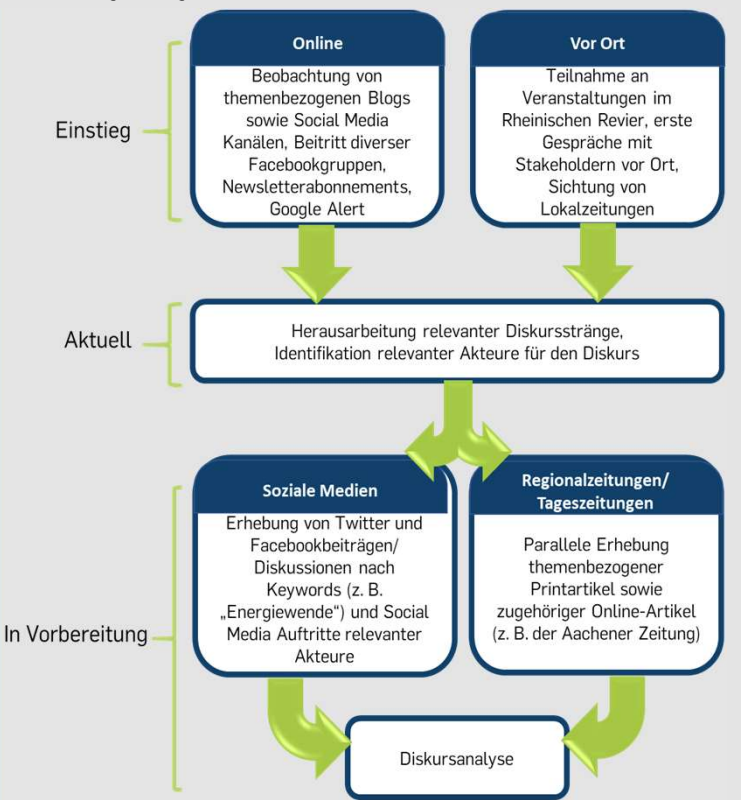 Online
Beobachtung von
themenbezogenen Blogs
sowie Social Media
Kanälen, Beitritt diverser
Facebookgruppen,
Newsletterabonnements,
Google Alert
Vor Ort
Teilnahme an
Veranstaltungen im
Rheinischen Revier, erste
Gespräche mit
Stakeholdern vor Ort,
Sichtung von
Lokalzeitungen
Einstieg
Aktuell
Herausarbeitung relevanter Diskursstränge,
Identifikation relevanter Akteure für den Diskurs
In Vorbereitung
Soziale Medien
Erhebung von Twitter und
Facebookbeiträgen/
Diskussionen nach
Keywords (z. B.
„Energiewende“) und Social
Media Auftritte relevanter
Akteure
Regionalzeitungen/
Tageszeitungen
Parallele Erhebung
themenbezogener
Printartikel sowie
zugehöriger Online-Artikel
(z. B. der Aachener Zeitung)
Diskursanalyse